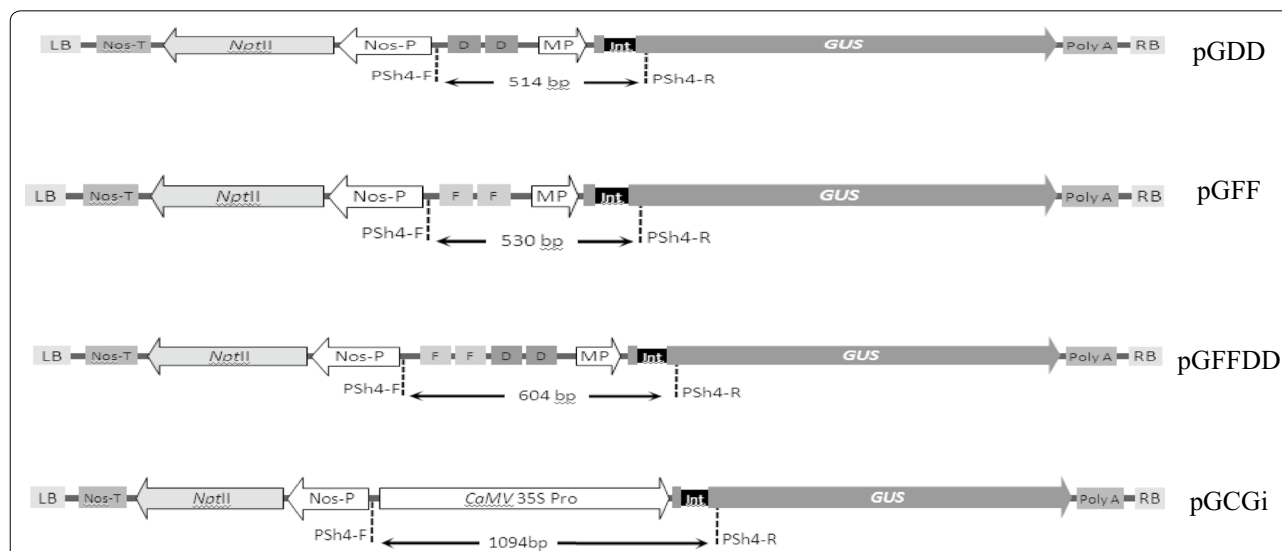 LB Nos-T NptII Nos-P D D MP Int. GUS Poly A RB pGDD
PSh4-F 514 bp PSh4-R
LB Nos-T NptII Nos-P F F MP Int. GUS Poly A RB pGFF
PSh4-F 530 bp PSh4-R
LB Nos-T NptII Nos-P F F D D MP Int. GUS Poly A RB pGFFDD
PSh4-F 604 bp PSh4-R
LB Nos-T NptII Nos-P CaMV 35S Pro Int. GUS Poly A RB pGCGi
PSh4-F 1094bp PSh4-R